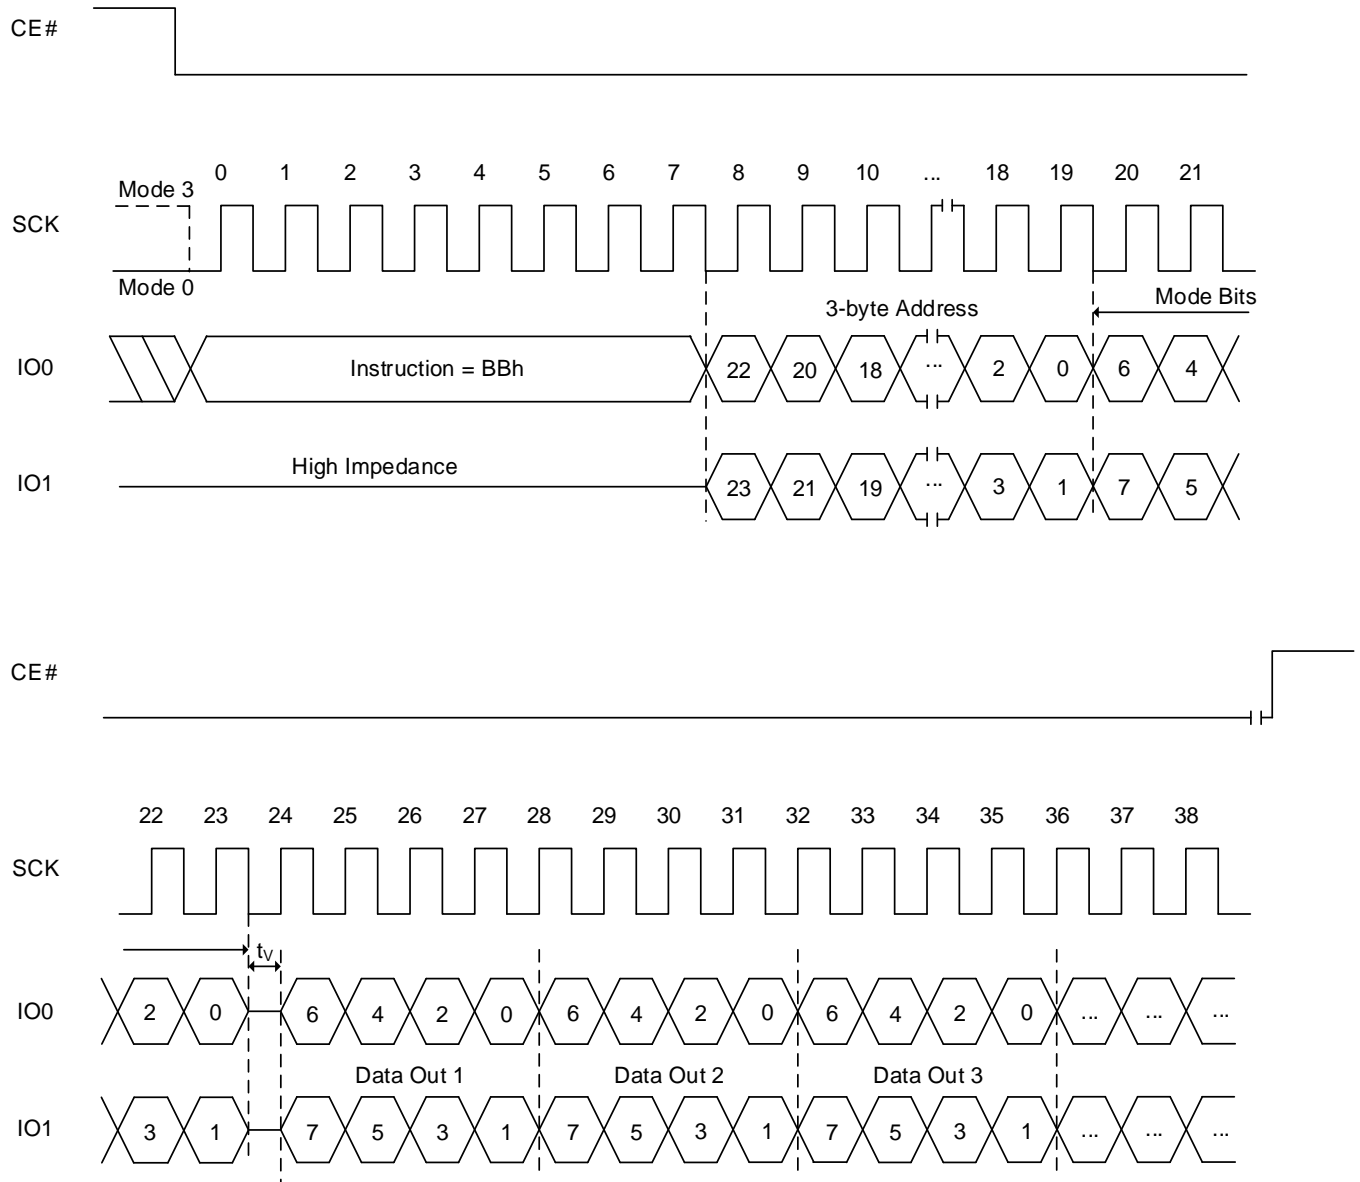 CE#
0 1 2 3 4 5 6 7 8 9 10 ... 18 19 20 21
Mode 3
SCK
Mode 0
3-byte Address
Mode Bits
IO0
Instruction = BBh
22 20 18 ... 2 0 6 4
High Impedance
IO1
23 21 19 ... 3 1 7 5
CE#
22 23 24 25 26 27 28 29 30 31 32 33 34 35 36 37 38
SCK
tV
IO0
2 0 6 4 2 0 6 4 2 0 6 4 2 0 ... ... ...
Data Out 1
Data Out 2
Data Out 3
IO1
3 1 7 5 3 1 7 5 3 1 7 5 3 1 ... ... ...